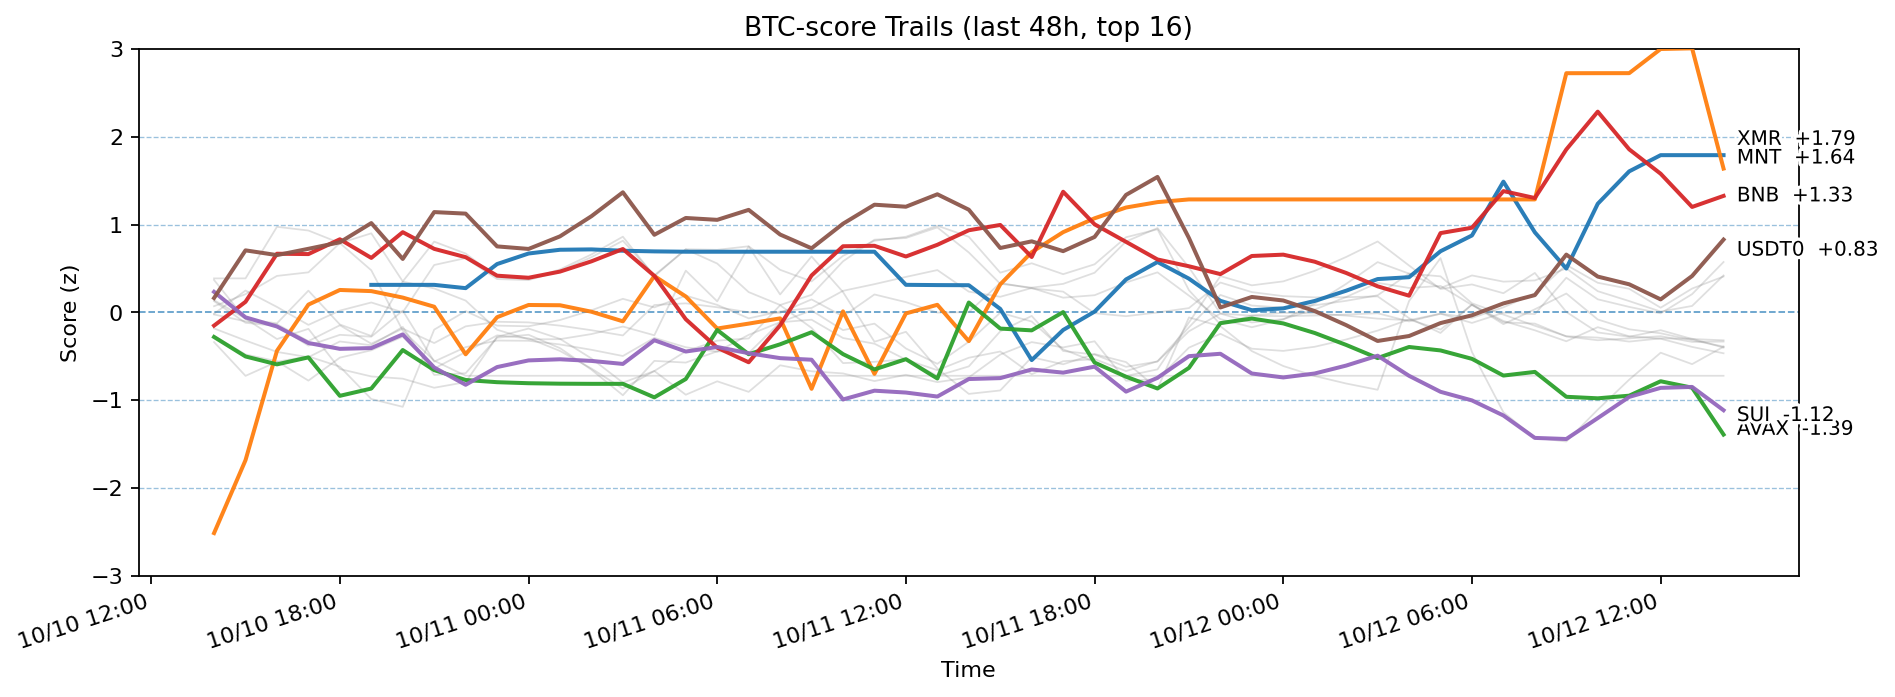 BTC-score Trails (last 48h, top 16)
Score (z)
3
2
1
0
−1
−2
−3
XMR +1.79
MNT +1.64
BNB +1.33
USDT0 +0.83
SUI -1.12
AVAX -1.39
10/10 12:00
10/10 18:00
10/11 00:00
10/11 06:00
10/11 12:00
10/11 18:00
10/12 00:00
10/12 06:00
10/12 12:00
Time